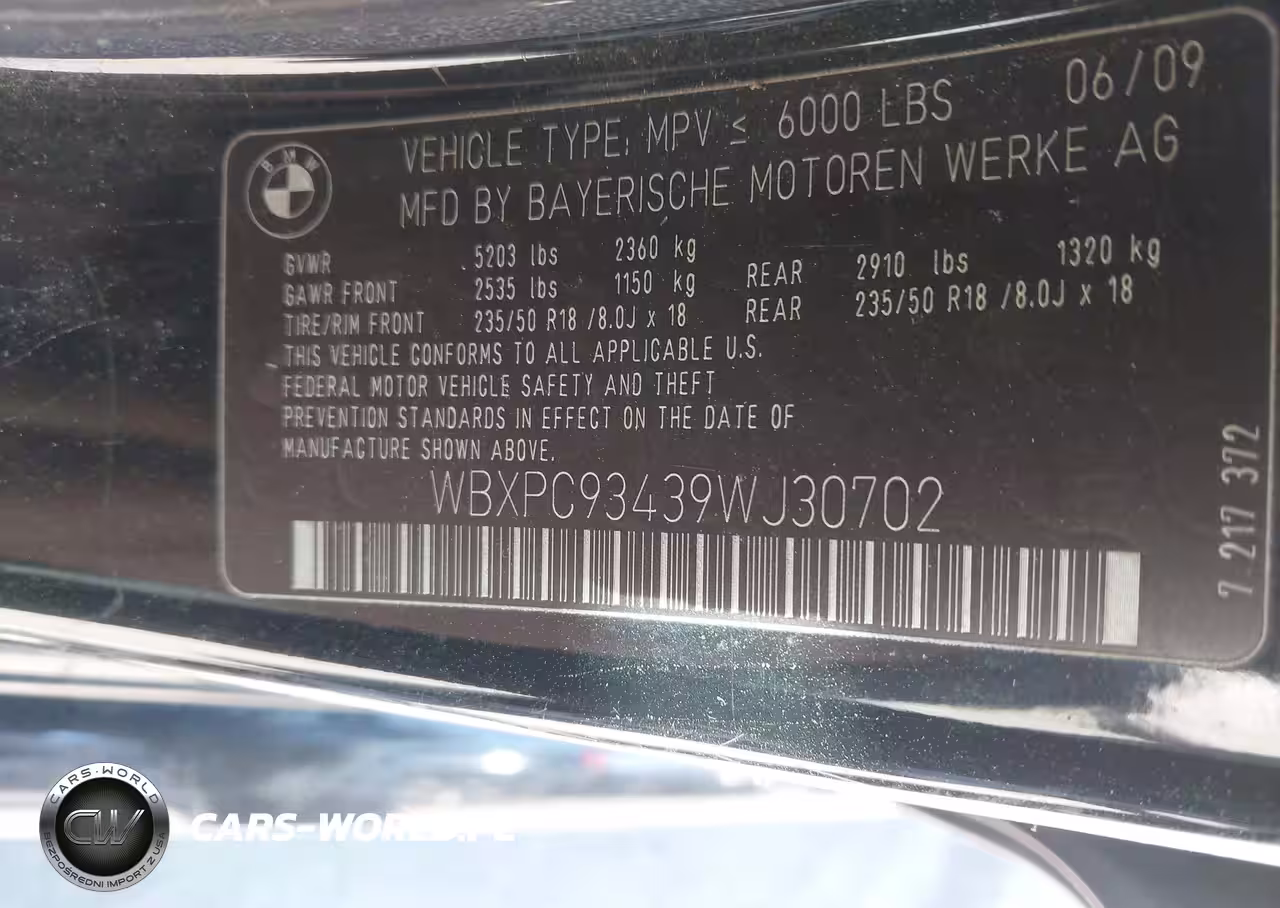 06/09
VEHICLE TYPE: MPV ≤ 6000 LBS
MFD BY BAYERISCHE MOTOREN WERKE AG
BMW
GVWR 5203 lbs 2360 kg
GAWR FRONT 2535 lbs 1150 kg REAR 2910 lbs 1320 kg
TIRE/RIM FRONT 235/50 R18 /8.0J x 18 REAR 235/50 R18 /8.0J x 18
THIS VEHICLE CONFORMS TO ALL APPLICABLE U.S.
FEDERAL MOTOR VEHICLE SAFETY AND THEFT
PREVENTION STANDARDS IN EFFECT ON THE DATE OF
MANUFACTURE SHOWN ABOVE.
WBXPC93439WJ30702
7 217 372
CARS-WORLD
CW
BEZPOŚREDNI IMPORT Z USA
CARS-WORLD.PL